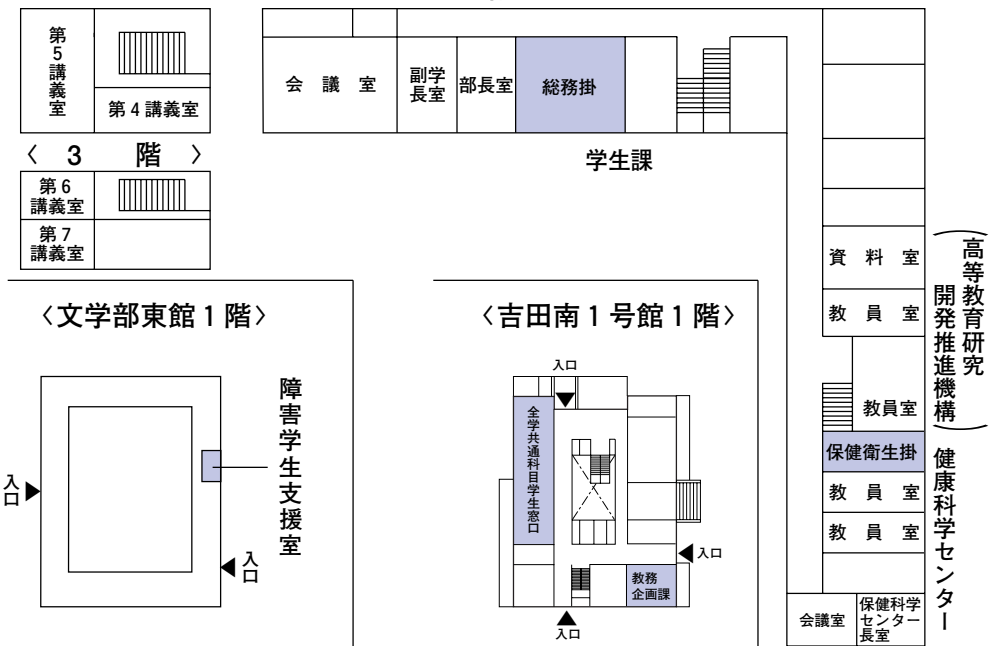 第5講義室
第４講義室
〈３階〉
第６
講義室
第７
講義室
会議室
副学
長室
部長室
総務掛
学生課
資料室
教員室
教員室
保健衛生掛
教員室
教員室
会議室
保健科学
センター
長室
（高等教育研究
開発推進機構）
健康科学センター
〈文学部東館１階〉
障害学生支援室
入口
入口
〈吉田南１号館１階〉
入口
全学共通科目学生窓口
入口
教務
企画課
入口